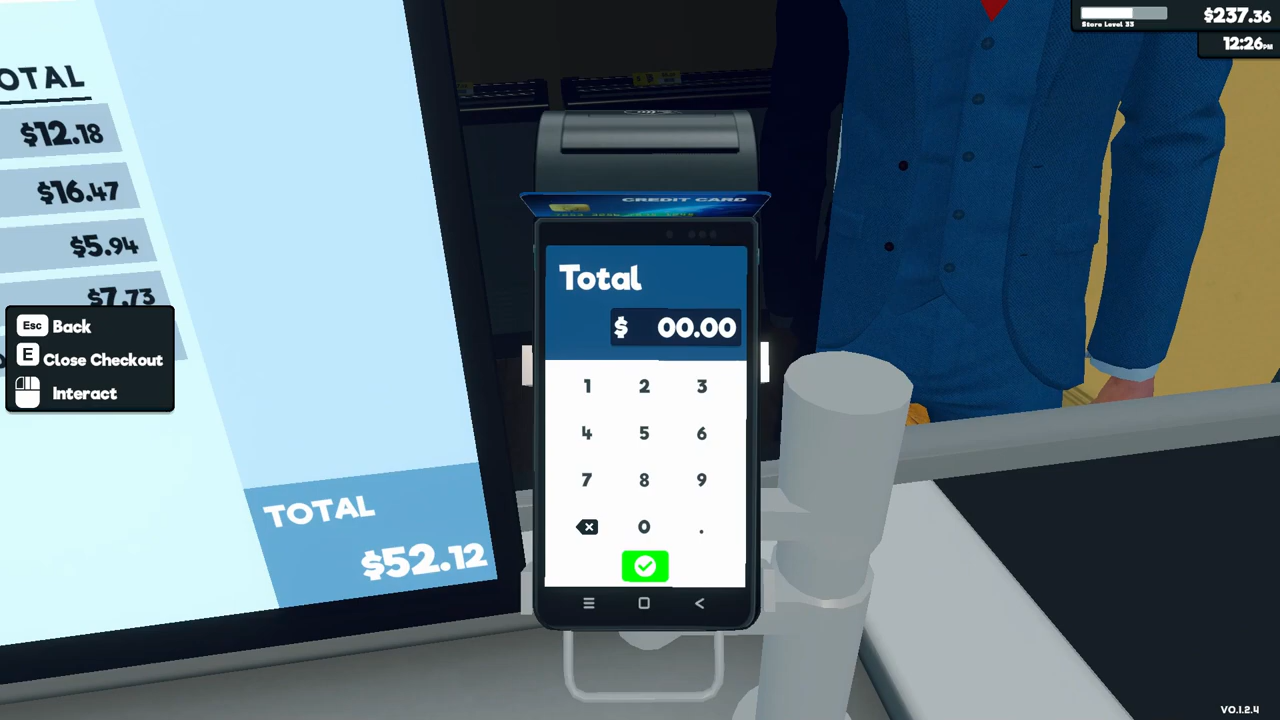 OTAL
$12.18
$16.47
$5.94
$7.73
Esc Back
E Close Checkout
Interact
TOTAL
$52.12
CREDIT CARD
Total
$ 00.00
1 2 3
4 5 6
7 8 9
0 .
$237.36
Store Level 33
12:26PM
V0.1.2.4